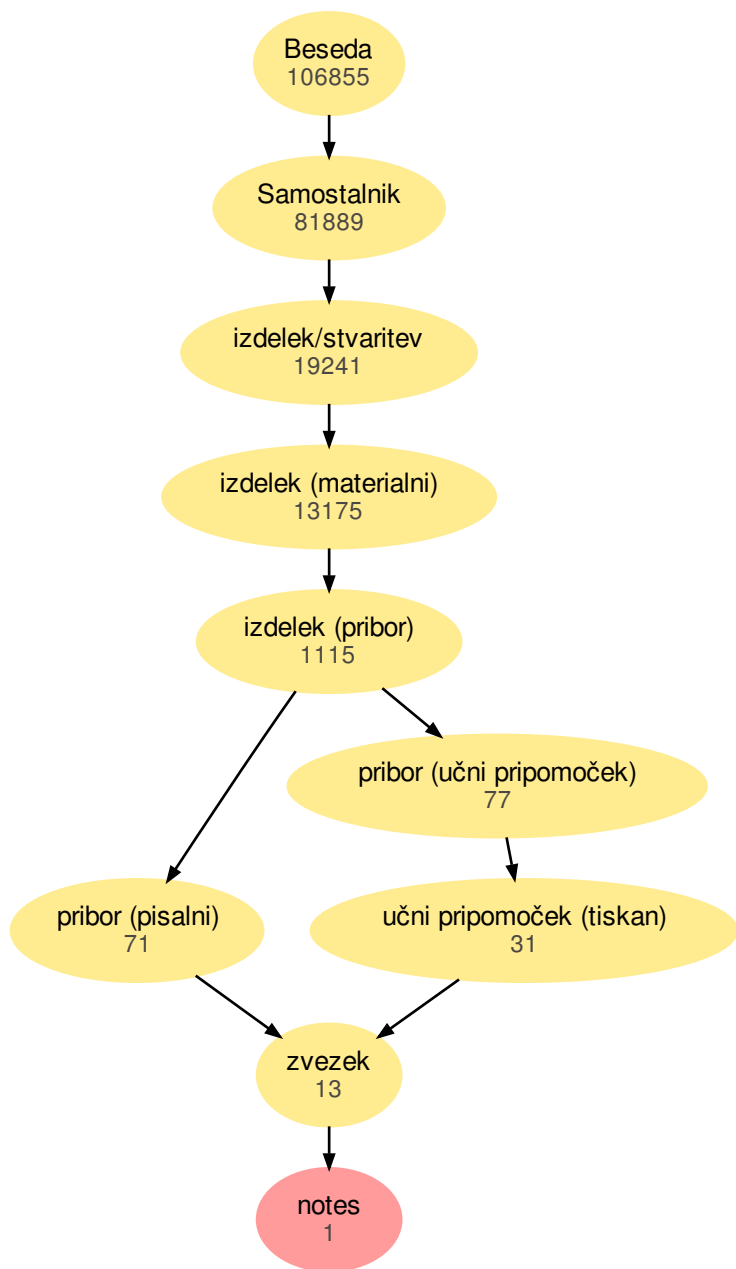 Beseda
106855
Samostalnik
81889
izdelek/stvaritev
19241
izdelek (materialni)
13175
izdelek (pribor)
1115
pribor (učni pripomoček)
77
pribor (pisalni)
71
učni pripomoček (tiskan)
31
zvezek
13
notes
1